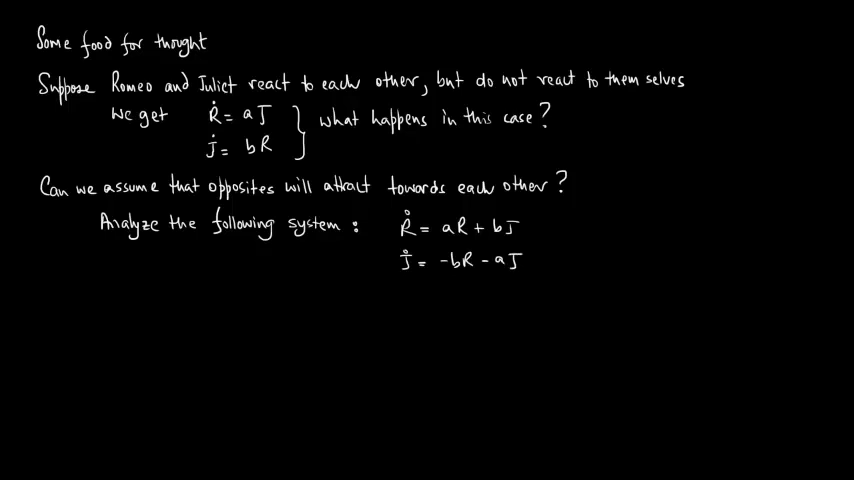 Some food for thought
Suppose Romeo and Juliet react to each other, but do not react to them selves
We get Ṙ = a J } what happens in this case?
J̇ = bR
Can we assume that opposites will attract towards each other?
Analyze the following system : Ṙ = aR + bJ
J̇ = -bR - aJ